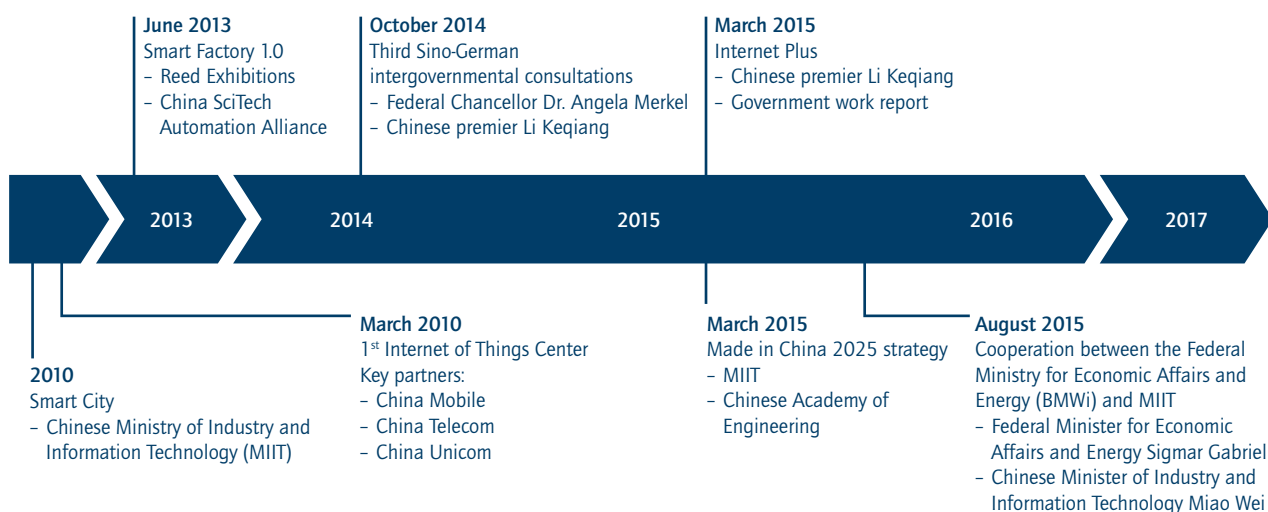 June 2013
Smart Factory 1.0
– Reed Exhibitions
– China SciTech
Automation Alliance
October 2014
Third Sino-German
intergovernmental consultations
– Federal Chancellor Dr. Angela Merkel
– Chinese premier Li Keqiang
March 2015
Internet Plus
– Chinese premier Li Keqiang
– Government work report
2013
2014
2015
2016
2017
2010
Smart City
– Chinese Ministry of Industry and
Information Technology (MIIT)
March 2010
1st Internet of Things Center
Key partners:
– China Mobile
– China Telecom
– China Unicom
March 2015
Made in China 2025 strategy
– MIIT
– Chinese Academy of
Engineering
August 2015
Cooperation between the Federal
Ministry for Economic Affairs and
Energy (BMWi) and MIIT
– Federal Minister for Economic
Affairs and Energy Sigmar Gabriel
– Chinese Minister of Industry and
Information Technology Miao Wei